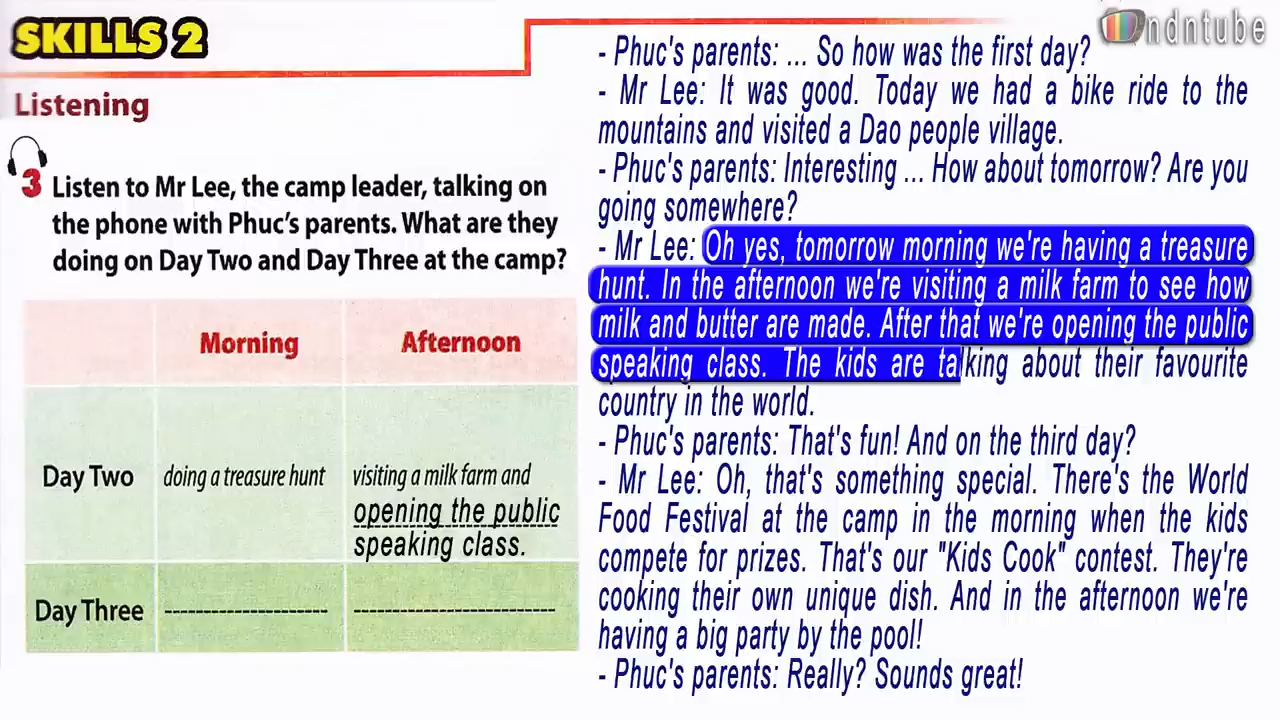 SKILLS 2
Listening
3 Listen to Mr Lee, the camp leader, talking on
the phone with Phuc's parents. What are they
doing on Day Two and Day Three at the camp?
Morning Afternoon
Day Two doing a treasure hunt visiting a milk farm and
opening the public
speaking class.
Day Three
ndntube
- Phuc's parents: ... So how was the first day?
- Mr Lee: It was good. Today we had a bike ride to the
mountains and visited a Dao people village.
- Phuc's parents: Interesting ... How about tomorrow? Are you
going somewhere?
- Mr Lee: Oh yes, tomorrow morning we're having a treasure
hunt. In the afternoon we're visiting a milk farm to see how
milk and butter are made. After that we're opening the public
speaking class. The kids are talking about their favourite
country in the world.
- Phuc's parents: That's fun! And on the third day?
- Mr Lee: Oh, that's something special. There's the World
Food Festival at the camp in the morning when the kids
compete for prizes. That's our "Kids Cook" contest. They're
cooking their own unique dish. And in the afternoon we're
having a big party by the pool!
- Phuc's parents: Really? Sounds great!